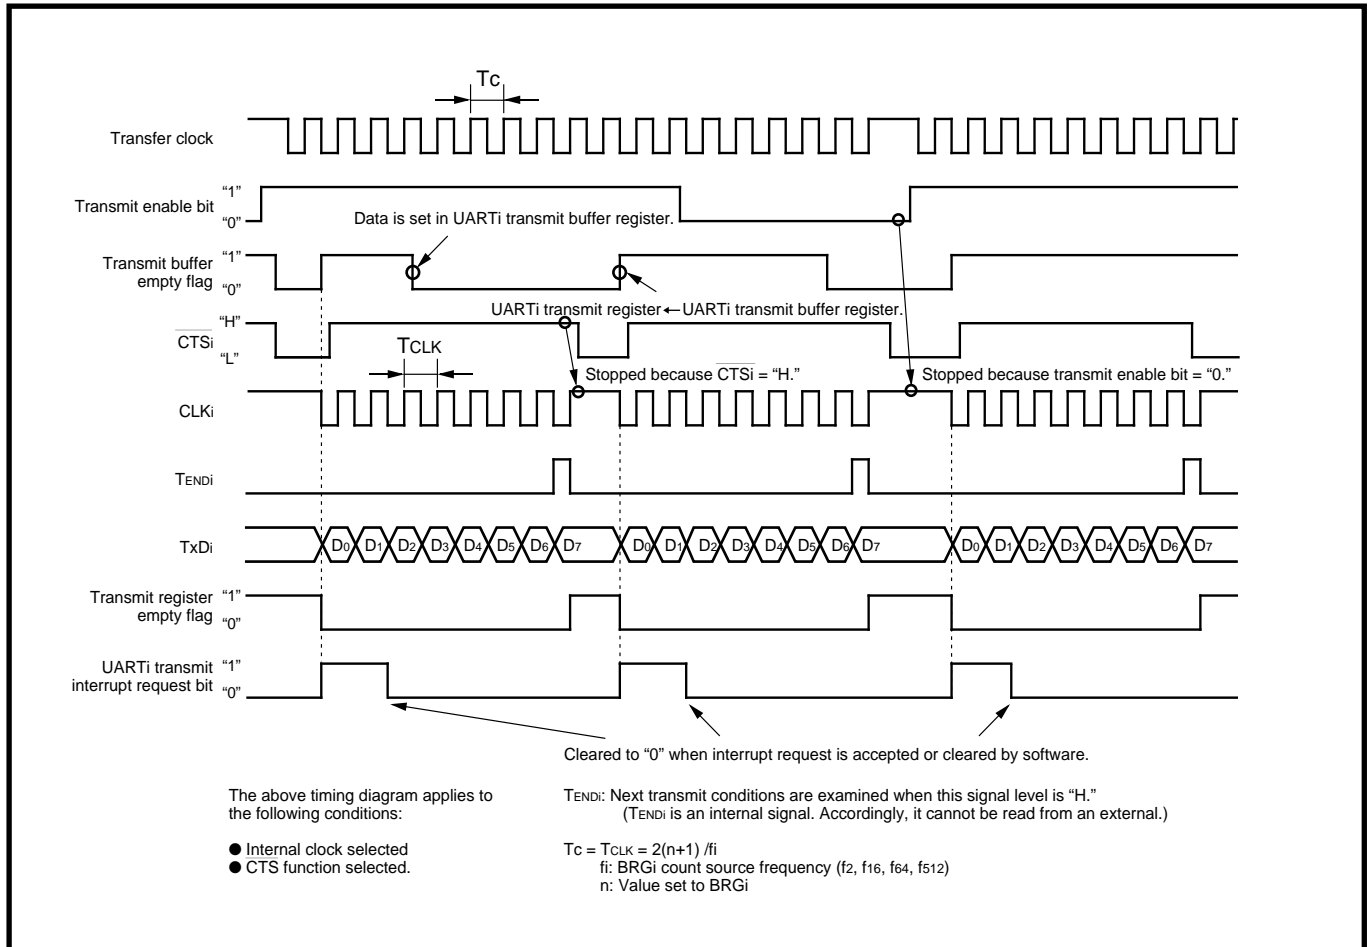 Tc
Transfer clock
Transmit enable bit
“1”
“0”
Data is set in UARTi transmit buffer register.
Transmit buffer
empty flag
“1”
“0”
UARTi transmit register ← UARTi transmit buffer register.
CTSi
“H”
“L”
TCLK
Stopped because CTSi = “H.”
Stopped because transmit enable bit = “0.”
CLKi
TENDi
TxDi
D0 D1 D2 D3 D4 D5 D6 D7 D0 D1 D2 D3 D4 D5 D6 D7 D0 D1 D2 D3 D4 D5 D6 D7
Transmit register
empty flag
“1”
“0”
UARTi transmit
interrupt request bit
“1”
“0”
Cleared to “0” when interrupt request is accepted or cleared by software.
The above timing diagram applies to
the following conditions:
● Internal clock selected
● CTS function selected.
TENDi: Next transmit conditions are examined when this signal level is “H.”
(TENDi is an internal signal. Accordingly, it cannot be read from an external.)
Tc = TCLK = 2(n+1) /fi
fi: BRGi count source frequency (f2, f16, f64, f512)
n: Value set to BRGi